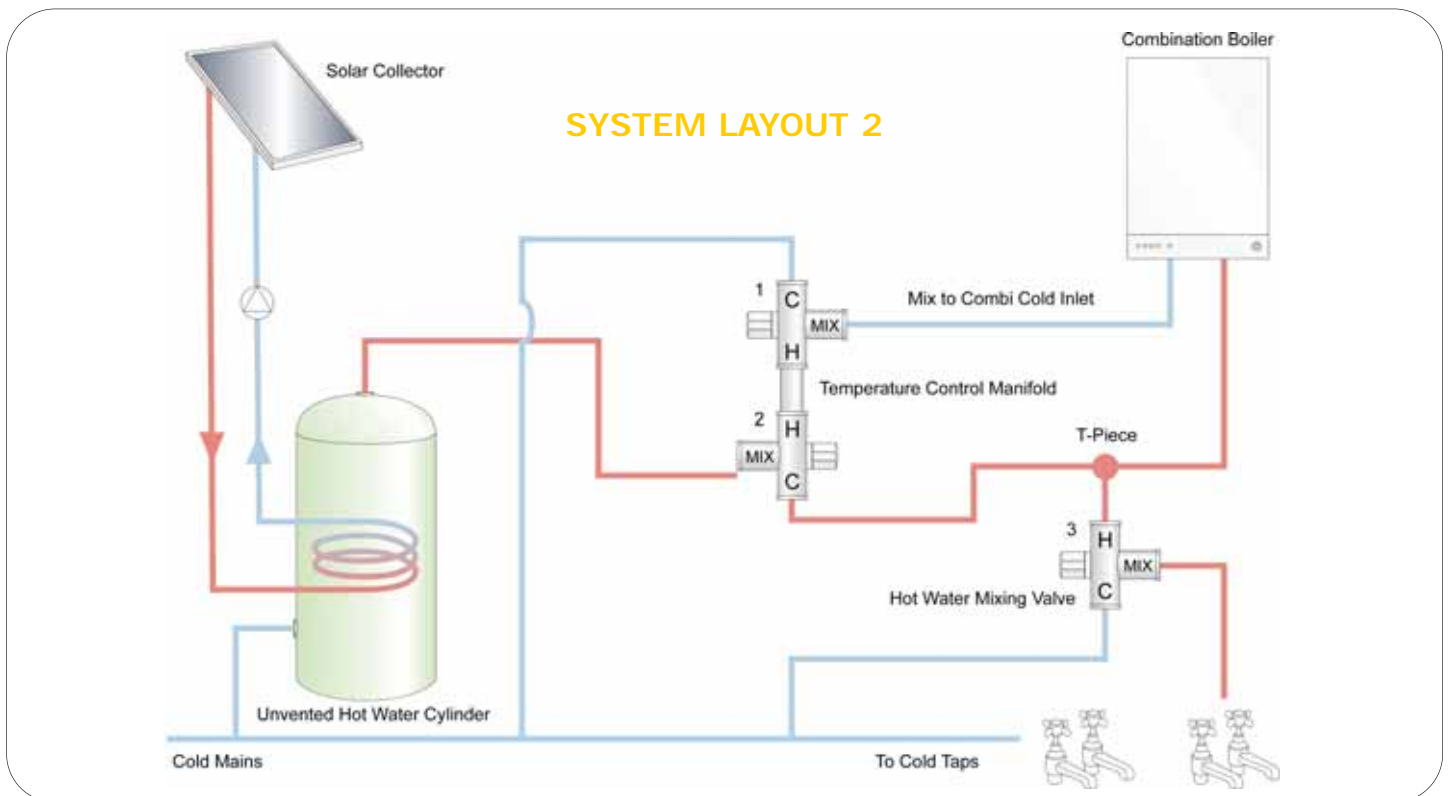 Combination Boiler
Solar Collector
SYSTEM LAYOUT 2
1
C
MIX
H
Mix to Combi Cold Inlet
Temperature Control Manifold
2
H
MIX
C
T-Piece
3
H
MIX
C
Hot Water Mixing Valve
Unvented Hot Water Cylinder
Cold Mains
To Cold Taps